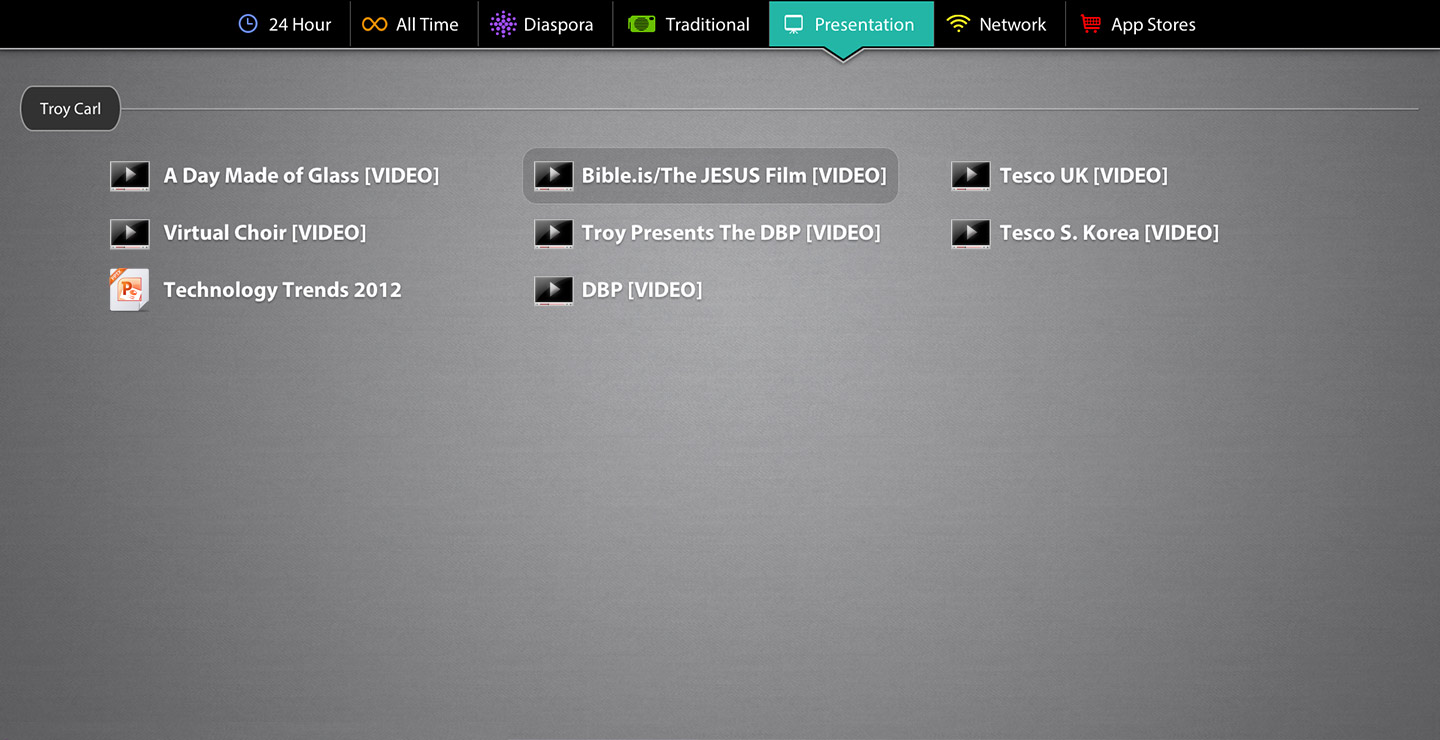 24 Hour
All Time
Diaspora
Traditional
Presentation
Network
App Stores
Troy Carl
A Day Made of Glass [VIDEO]
Virtual Choir [VIDEO]
Technology Trends 2012
Bible.is/The JESUS Film [VIDEO]
Troy Presents The DBP [VIDEO]
DBP [VIDEO]
Tesco UK [VIDEO]
Tesco S. Korea [VIDEO]